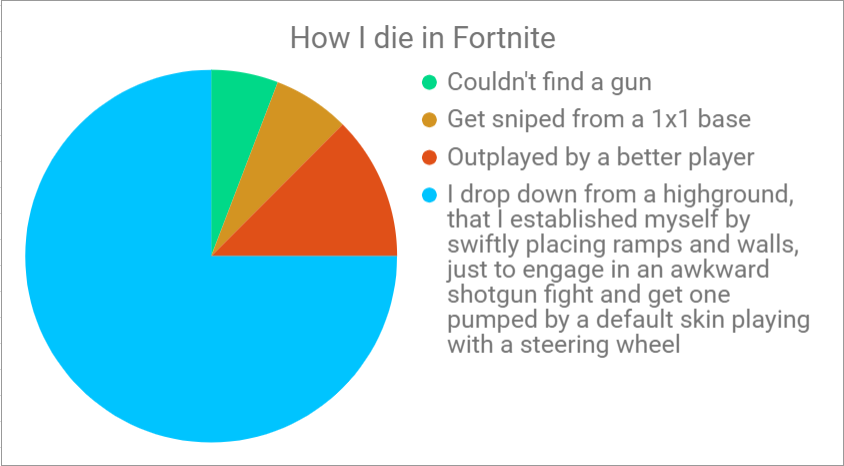 How I die in Fortnite
Couldn't find a gun
Get sniped from a 1x1 base
Outplayed by a better player
I drop down from a highground,
that I established myself by
swiftly placing ramps and walls,
just to engage in an awkward
shotgun fight and get one
pumped by a default skin playing
with a steering wheel